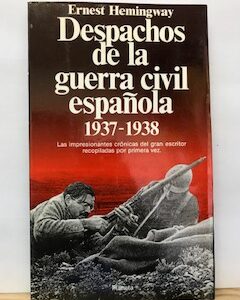 Ernest Hemingway
Despachos
de la
guerra civil
española
1937-1938
Las impresionantes crónicas del gran escritor
recopiladas por primera vez.
Planeta